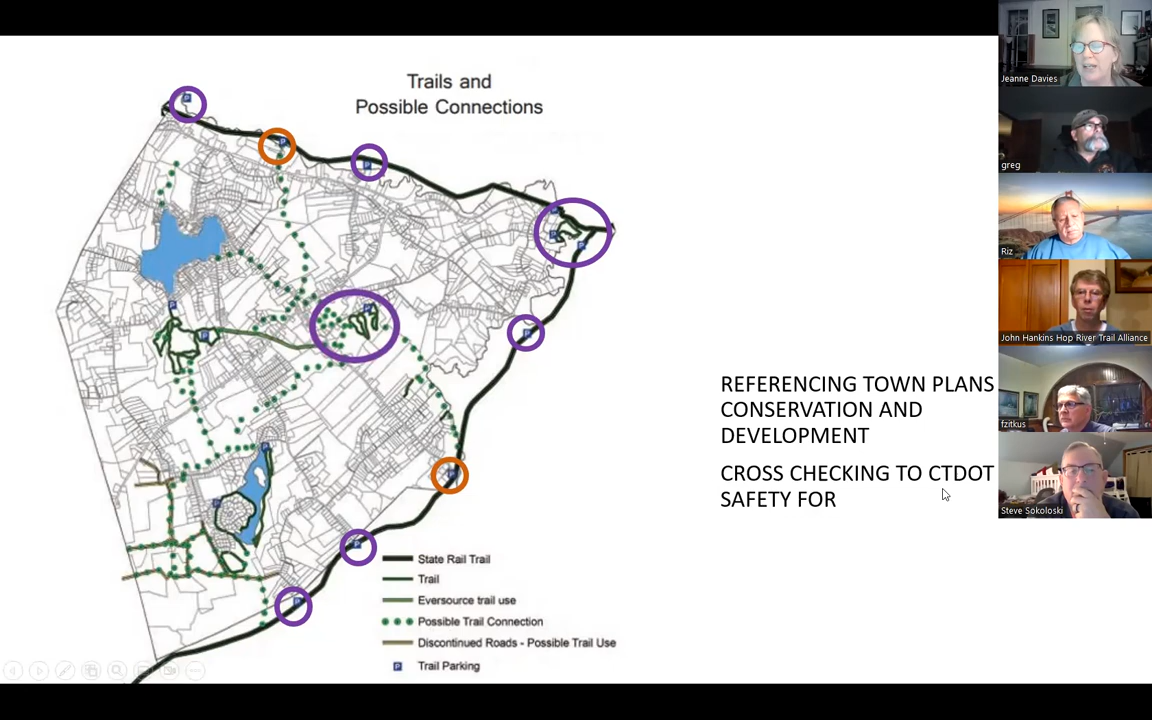 Trails and
Possible Connections
REFERENCING TOWN PLANS
CONSERVATION AND
DEVELOPMENT
CROSS CHECKING TO CTDOT
SAFETY FOR
State Rail Trail
Trail
Eversource trail use
Possible Trail Connection
Discontinued Roads - Possible Trail Use
P Trail Parking
Jeanne Davies
greg
Riz
John Hankins Hop River Trail Alliance
fzitkus
Steve Sokoloski